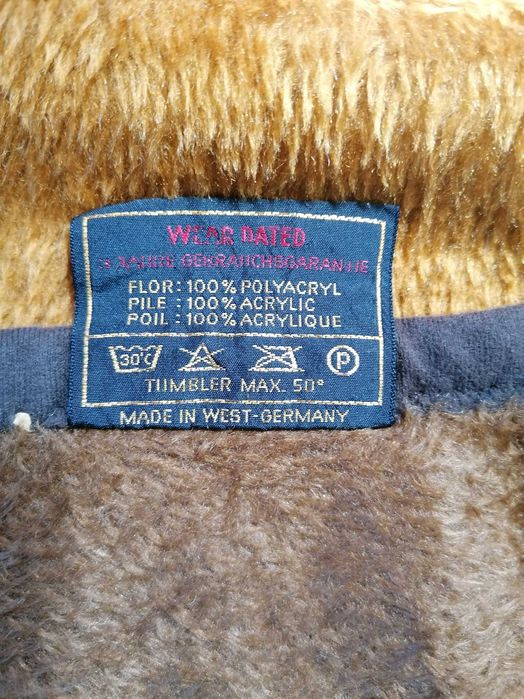 WEAR DATED
3 JAHRE GEBRAUCHSGARANTIE
FLOR: 100% POLYACRYL
PILE : 100% ACRYLIC
POIL : 100% ACRYLIQUE
30°C P
TUMBLER MAX. 50°
MADE IN WEST-GERMANY